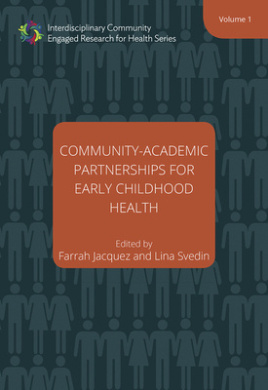 Interdisciplinary Community
Engaged Research for Health Series
Volume 1
COMMUNITY-ACADEMIC
PARTNERSHIPS FOR
EARLY CHILDHOOD
HEALTH
Edited by
Farrah Jacquez and Lina Svedin